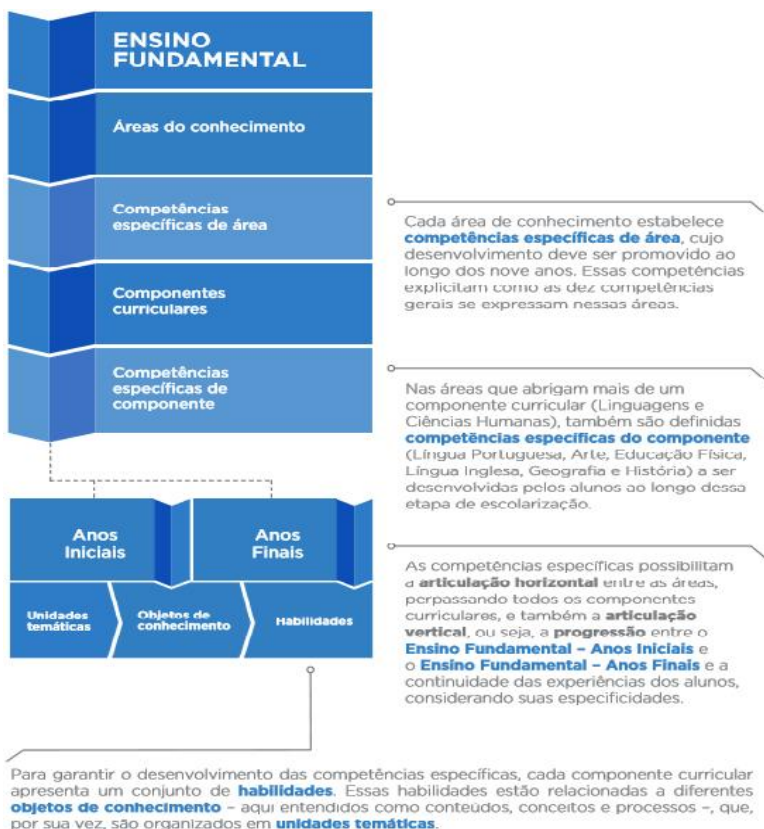 ENSINO
FUNDAMENTAL
Áreas do conhecimento
Competências
específicas de área
Componentes
curriculares
Competências
específicas de
componente
Anos
Iniciais
Anos
Finais
Unidades
temáticas
Objetos de
conhecimento
Habilidades
Cada área de conhecimento estabelece
competências específicas de área, cujo
desenvolvimento deve ser promovido ao
longo dos nove anos. Essas competências
explicitam como as dez competências
gerais se expressam nessas áreas.
Nas áreas que abrigam mais de um
componente curricular (Linguagens e
Ciências Humanas), também são definidas
competências específicas do componente
(Língua Portuguesa, Arte, Educação Física,
Língua Inglesa, Geografia e História) a ser
desenvolvidas pelos alunos ao longo dessa
etapa de escolarização.
As competências específicas possibilitam
a articulação horizontal entre as áreas,
perpassando todos os componentes
curriculares, e também a articulação
vertical, ou seja, a progressão entre o
Ensino Fundamental – Anos Iniciais e
o Ensino Fundamental – Anos Finais e a
continuidade das experiências dos alunos,
considerando suas especificidades.
Para garantir o desenvolvimento das competências específicas, cada componente curricular
apresenta um conjunto de habilidades. Essas habilidades estão relacionadas a diferentes
objetos de conhecimento – aqui entendidos como conteúdos, conceitos e processos –, que,
por sua vez, são organizados em unidades temáticas.